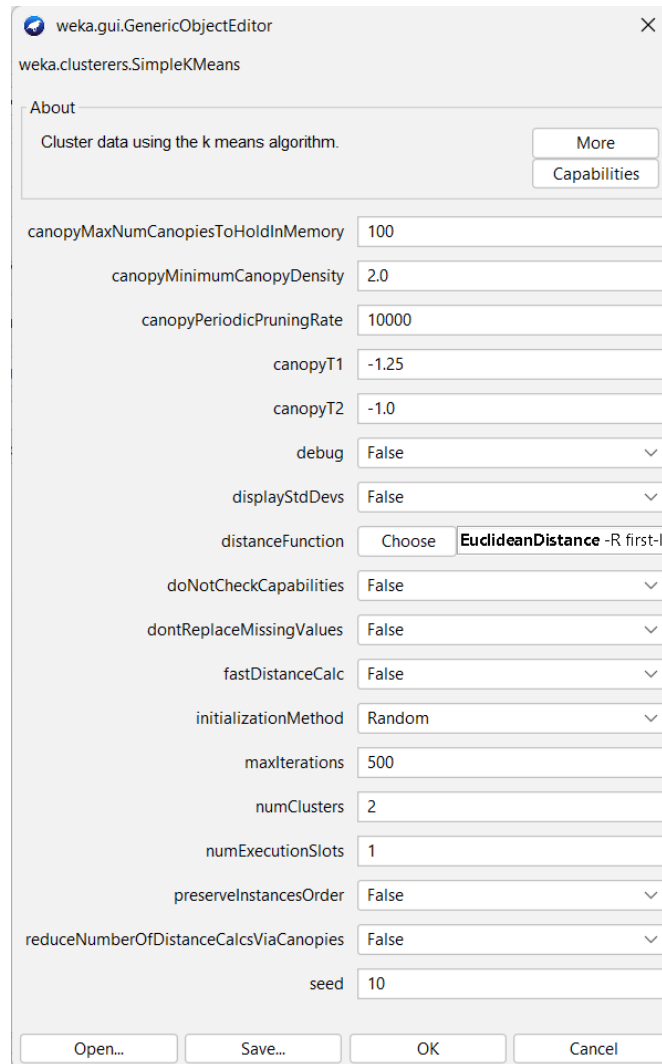 weka.gui.GenericObjectEditor
weka.clusterers.SimpleKMeans
About
Cluster data using the k means algorithm.
More
Capabilities
canopyMaxNumCanopiesToHoldInMemory 100
canopyMinimumCanopyDensity 2.0
canopyPeriodicPruningRate 10000
canopyT1 -1.25
canopyT2 -1.0
debug False
displayStdDevs False
distanceFunction Choose EuclideanDistance -R first-l
doNotCheckCapabilities False
dontReplaceMissingValues False
fastDistanceCalc False
initializationMethod Random
maxIterations 500
numClusters 2
numExecutionSlots 1
preserveInstancesOrder False
reduceNumberOfDistanceCalcsViaCanopies False
seed 10
Open... Save... OK Cancel